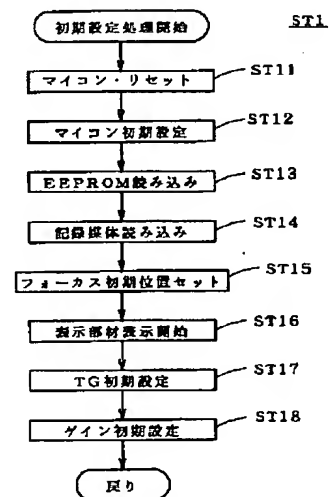 初期設定処理開始
ST1
マイコン・リセット
ST11
マイコン初期設定
ST12
EEPROM読み込み
ST13
記録媒体読み込み
ST14
フォーカス初期位置セット
ST15
表示部材表示開始
ST16
TG初期設定
ST17
ゲイン初期設定
ST18
戻り